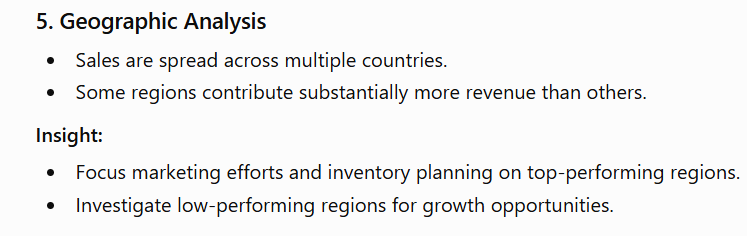 5. Geographic Analysis
• Sales are spread across multiple countries.
• Some regions contribute substantially more revenue than others.
Insight:
• Focus marketing efforts and inventory planning on top-performing regions.
• Investigate low-performing regions for growth opportunities.